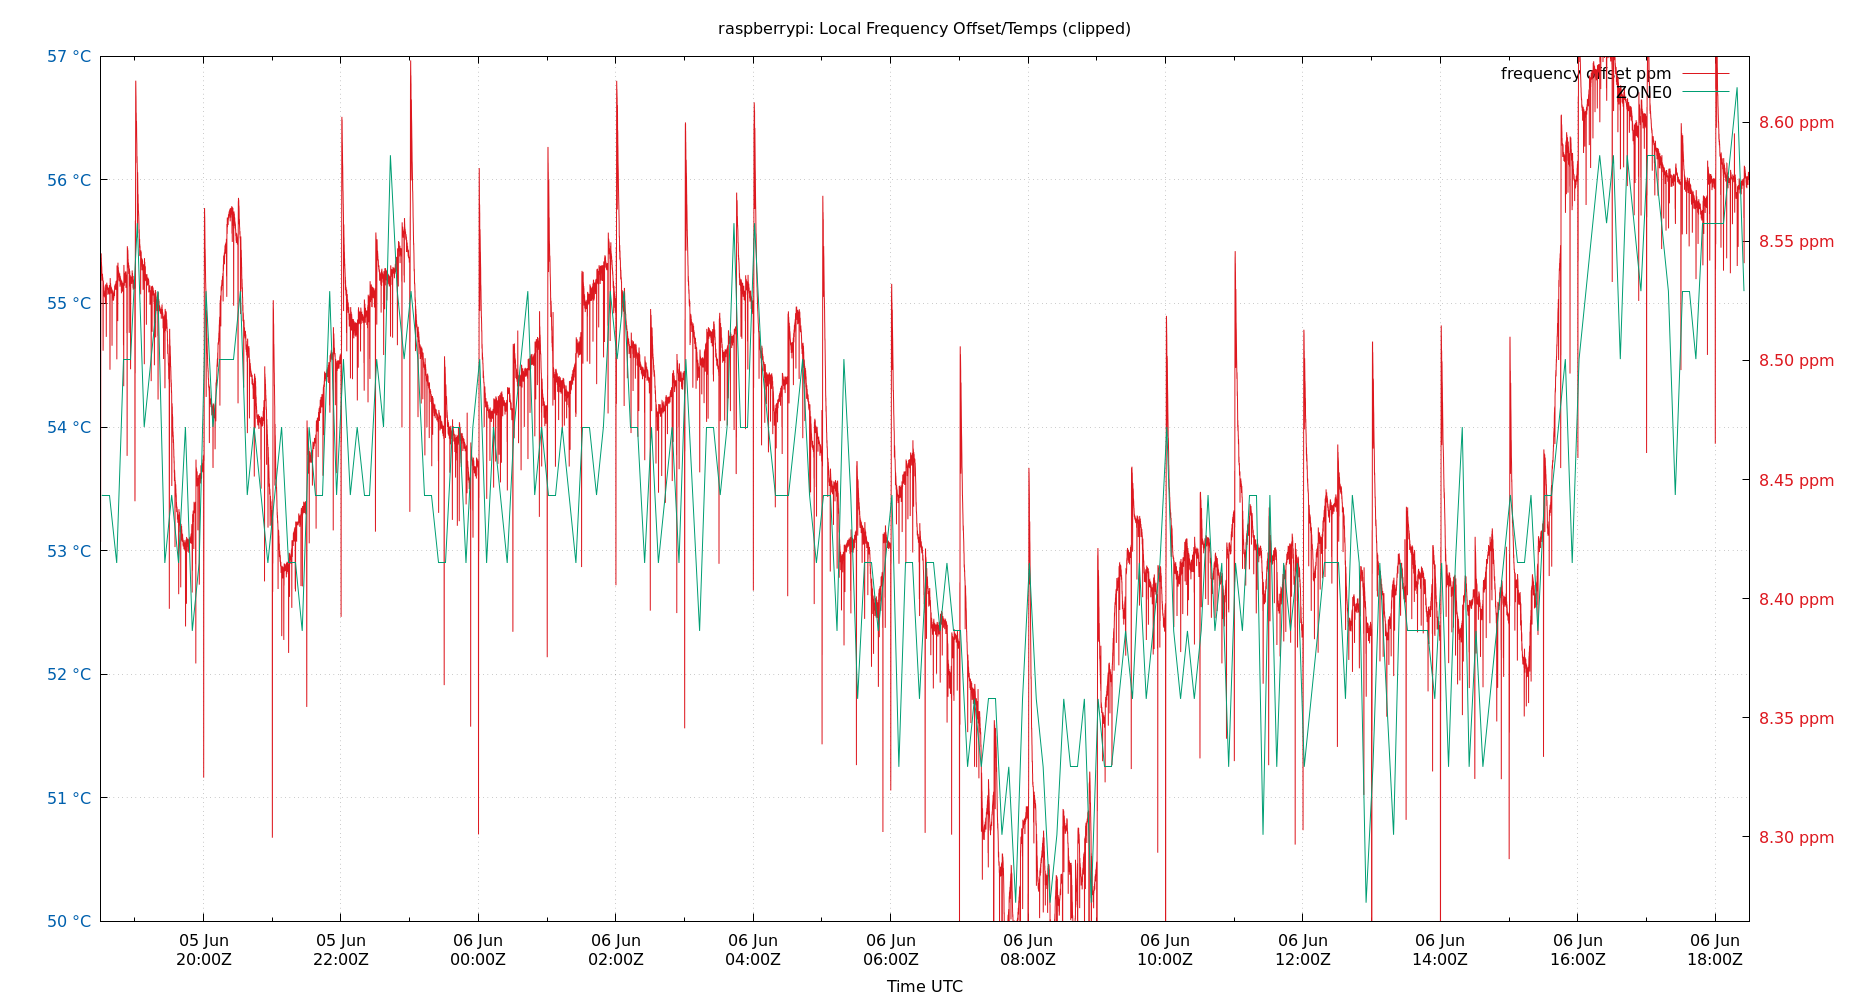 raspberrypi: Local Frequency Offset/Temps (clipped)
57 °C
56 °C
55 °C
54 °C
53 °C
52 °C
51 °C
50 °C
frequency offset ppm
ZONE0
8.60 ppm
8.55 ppm
8.50 ppm
8.45 ppm
8.40 ppm
8.35 ppm
8.30 ppm
05 Jun 05 Jun 06 Jun 06 Jun 06 Jun 06 Jun 06 Jun 06 Jun 06 Jun 06 Jun 06 Jun 06 Jun
20:00Z 22:00Z 00:00Z 02:00Z 04:00Z 06:00Z 08:00Z 10:00Z 12:00Z 14:00Z 16:00Z 18:00Z
Time UTC